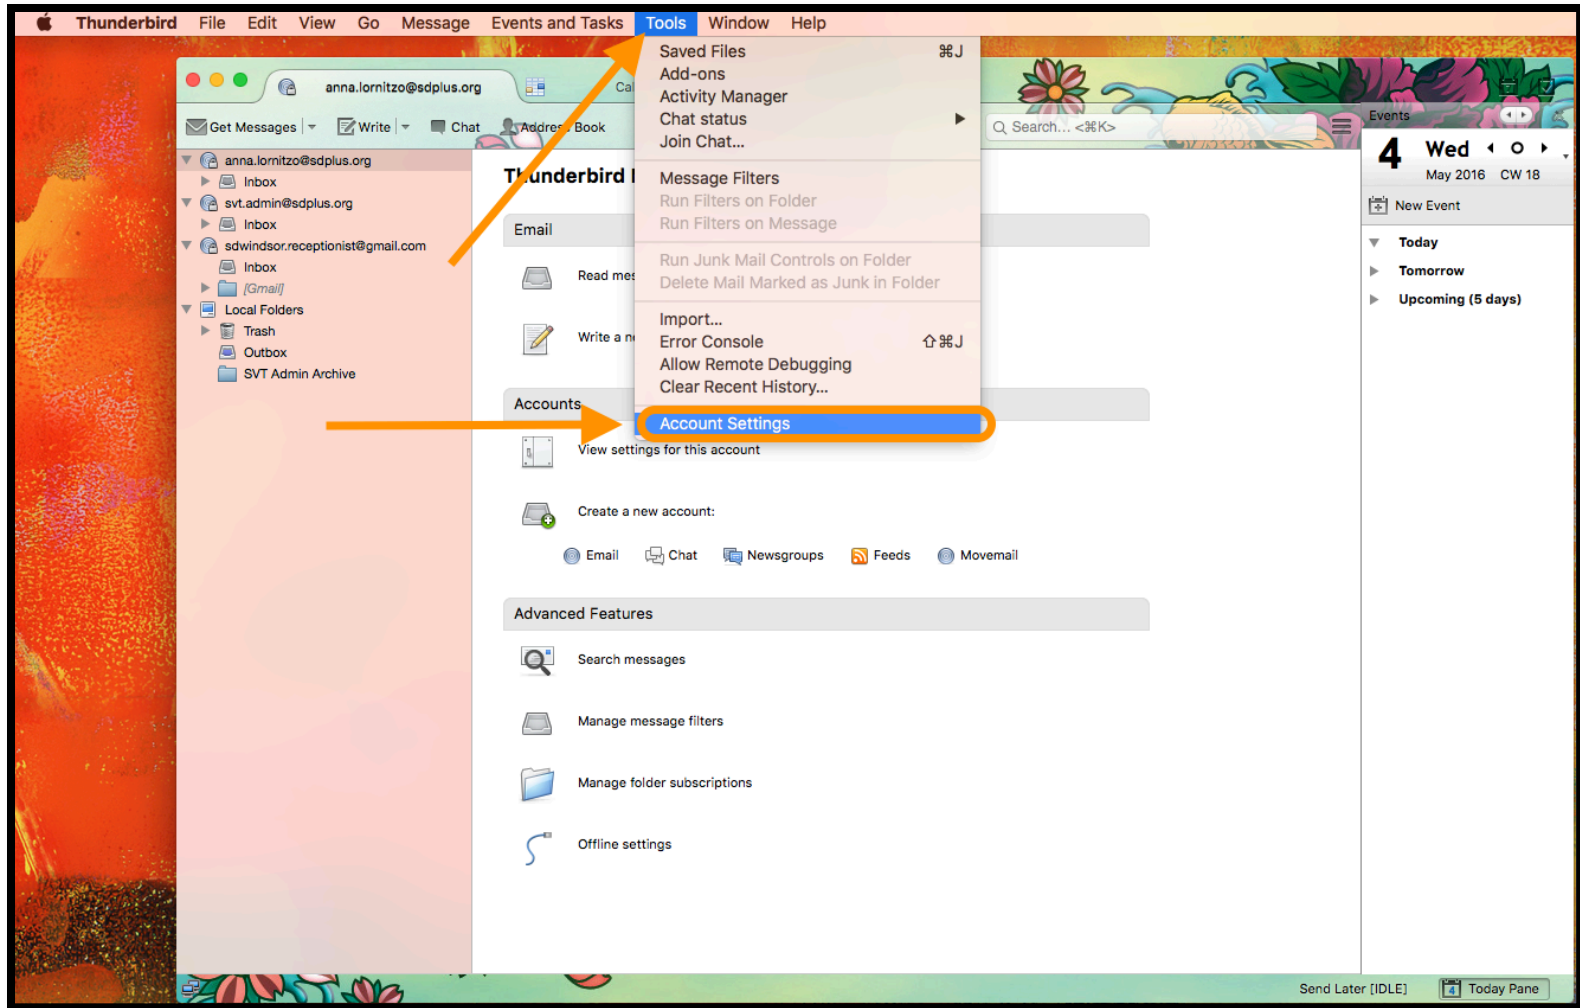 Thunderbird File Edit View Go Message Events and Tasks Tools Window Help
anna.lornitzo@sdplus.org
Get Messages Write Chat Address Book
Search... <⌘K>
anna.lornitzo@sdplus.org
Inbox
svt.admin@sdplus.org
Inbox
sdwindsor.receptionist@gmail.com
Inbox
[Gmail]
Local Folders
Trash
Outbox
SVT Admin Archive
Saved Files ⌘J
Add-ons
Activity Manager
Chat status
Join Chat...
Message Filters
Run Filters on Folder
Run Filters on Message
Run Junk Mail Controls on Folder
Delete Mail Marked as Junk in Folder
Import...
Error Console ⇧⌘J
Allow Remote Debugging
Clear Recent History...
Account Settings
Thunderbird
Email
Read
Write a
Accounts
View settings for this account
Create a new account:
Email Chat Newsgroups Feeds Movemail
Advanced Features
Search messages
Manage message filters
Manage folder subscriptions
Offline settings
Events
4 Wed
May 2016 CW 18
New Event
Today
Tomorrow
Upcoming (5 days)
Send Later [IDLE] 4 Today Pane